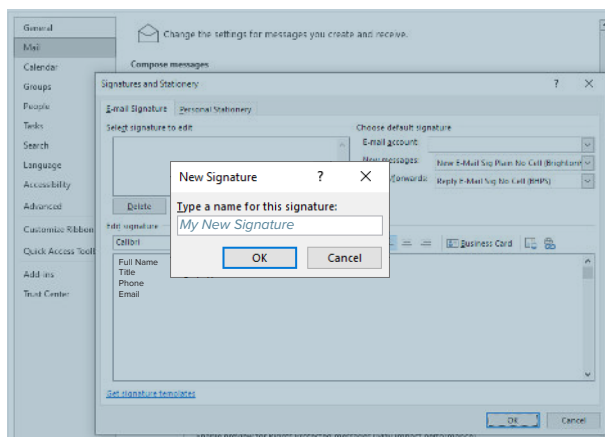 General
Mail
Calendar
Groups
People
Tasks
Search
Language
Accessibility
Advanced
Customize Ribbon
Quick Access Tool
Add-ins
Trust Center
Change the settings for messages you create and receive.
Compose messages
Signatures and Stationery ? ×
E-mail Signature Personal Stationery
Select signature to edit
Delete
Choose default signature
E-mail account:
New messages: New E-Mail Sig Plain No Cell (Brighton
forwards: Reply E-Mail Sig No Cell (BHPS)
New Signature ? ×
Type a name for this signature:
My New Signature
OK Cancel
Edit signature
Calibri
Business Card
Full Name
Title
Phone
Email
Get signature templates
OK Cancel